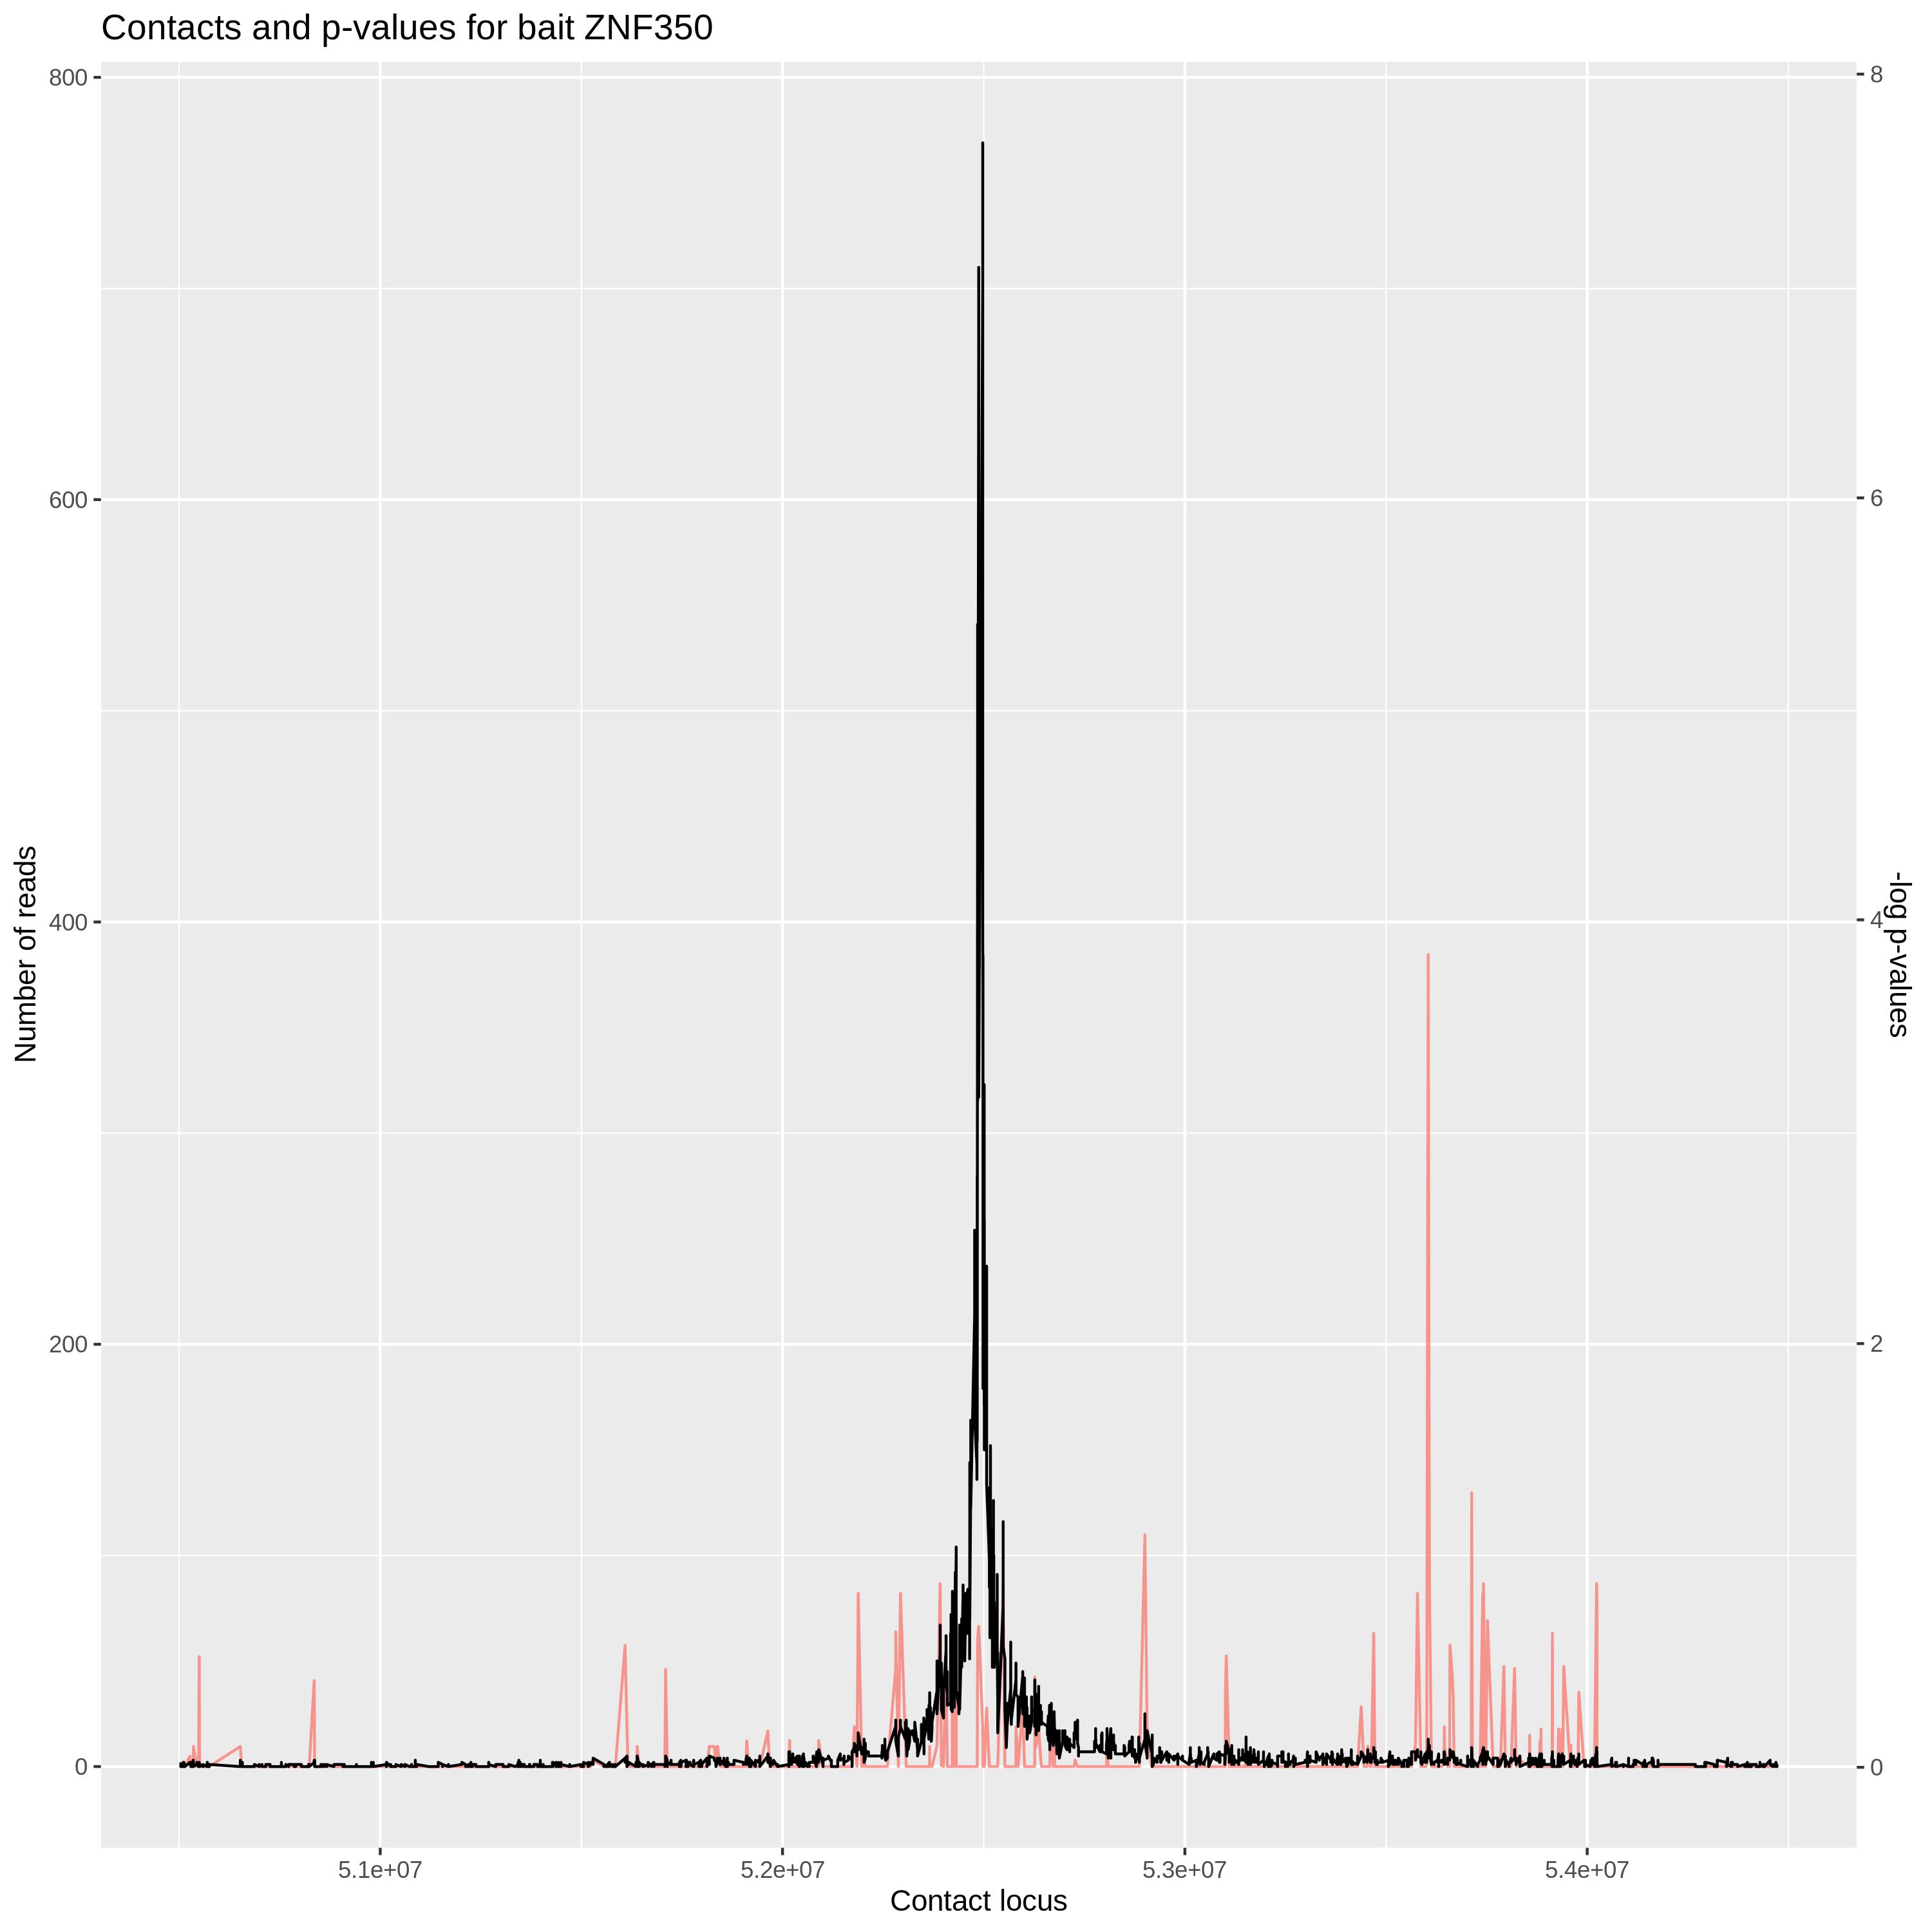 Contacts and p-values for bait ZNF350
800
600
400
200
0
Number of reads
8
6
4
2
0
-log p-values
5.1e+07
5.2e+07
5.3e+07
5.4e+07
Contact locus